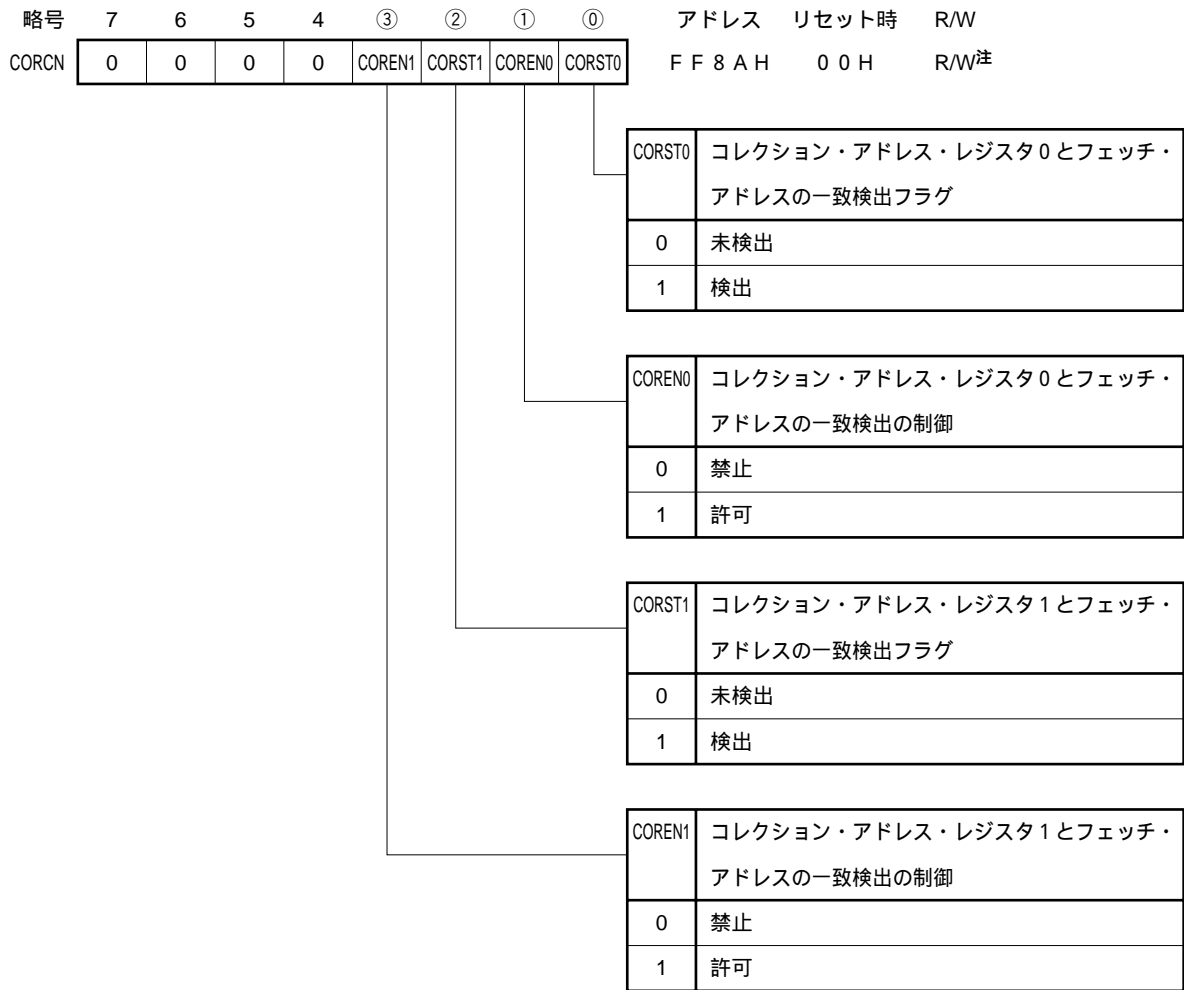 略号 7 6 5 4 ③ ② ① ⓪ アドレス リセット時 R/W
CORCN 0 0 0 0 COREN1 CORST1 COREN0 CORST0 FF8AH 00H R/W注
CORST0 コレクション・アドレス・レジスタ0とフェッチ・
アドレスの一致検出フラグ
0 未検出
1 検出
COREN0 コレクション・アドレス・レジスタ0とフェッチ・
アドレスの一致検出の制御
0 禁止
1 許可
CORST1 コレクション・アドレス・レジスタ1とフェッチ・
アドレスの一致検出フラグ
0 未検出
1 検出
COREN1 コレクション・アドレス・レジスタ1とフェッチ・
アドレスの一致検出の制御
0 禁止
1 許可